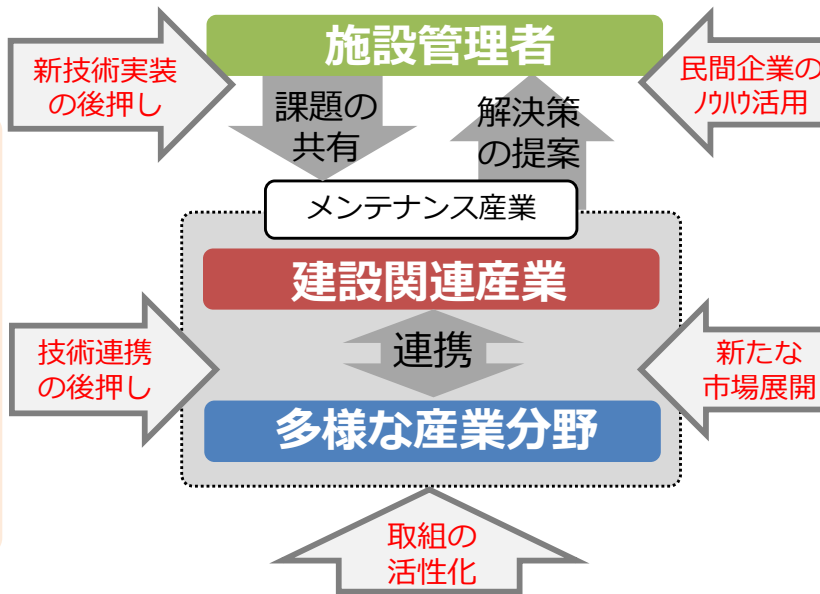 施設管理者
新技術実装
の後押し
民間企業の
ﾉｳﾊｳ活用
課題の
共有
解決策
の提案
メンテナンス産業
建設関連産業
技術連携
の後押し
連携
新たな
市場展開
多様な産業分野
取組の
活性化